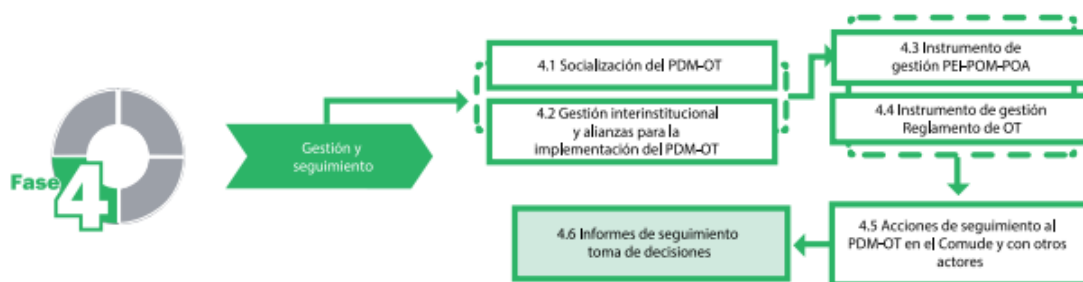 Fase 4
Gestión y
seguimiento
4.1 Socialización del PDM-OT
4.2 Gestión interinstitucional
y alianzas para la
implementación del PDM-OT
4.3 Instrumento de
gestión PEI-POM-POA
4.4 Instrumento de gestión
Reglamento de OT
4.5 Acciones de seguimiento al
PDM-OT en el Comude y con otros
actores
4.6 Informes de seguimiento
toma de decisiones